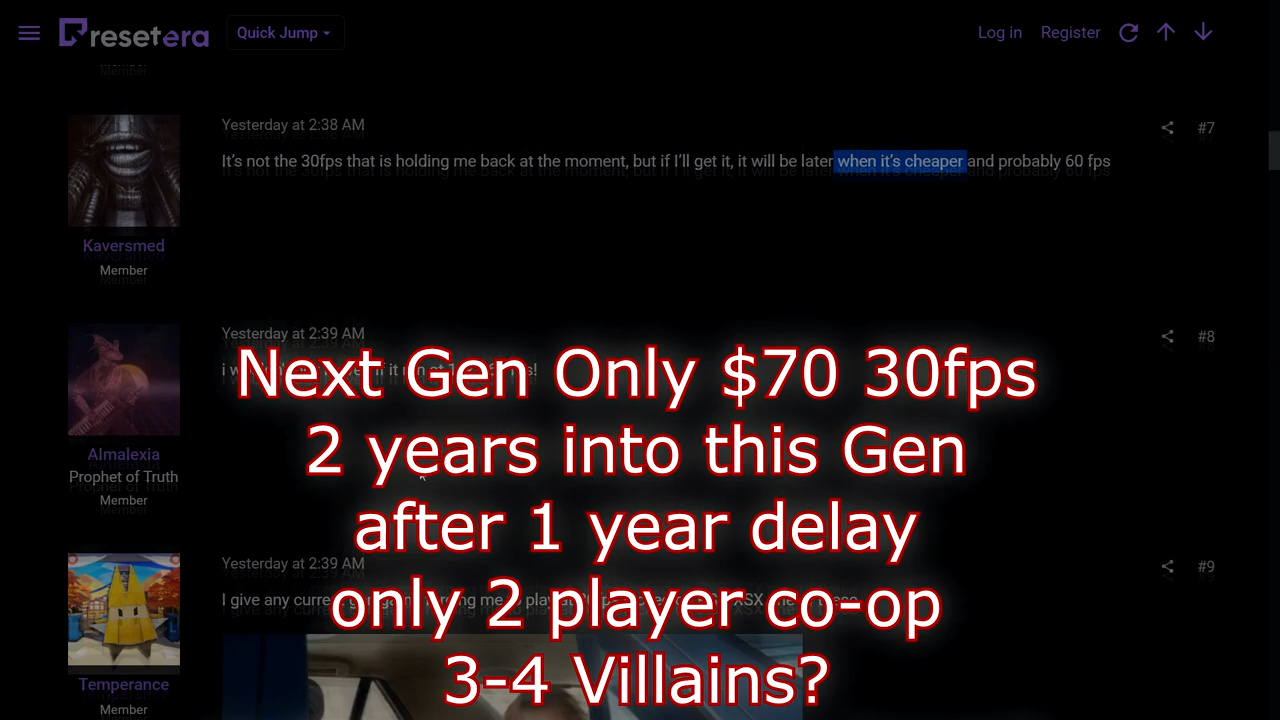 resetera
Quick Jump
Log in
Register
Member
Yesterday at 2:38 AM
#7
It's not the 30fps that is holding me back at the moment, but if I'll get it, it will be later when it's cheaper and probably 60 fps
Kaversmed
Member
Yesterday at 2:39 AM
#8
Next Gen Only $70 30fps
2 years into this Gen
after 1 year delay
only 2 player co-op
3-4 Villains?
Almalexia
Prophet of Truth
Member
Yesterday at 2:39 AM
#9
I give any
Temperance
Member